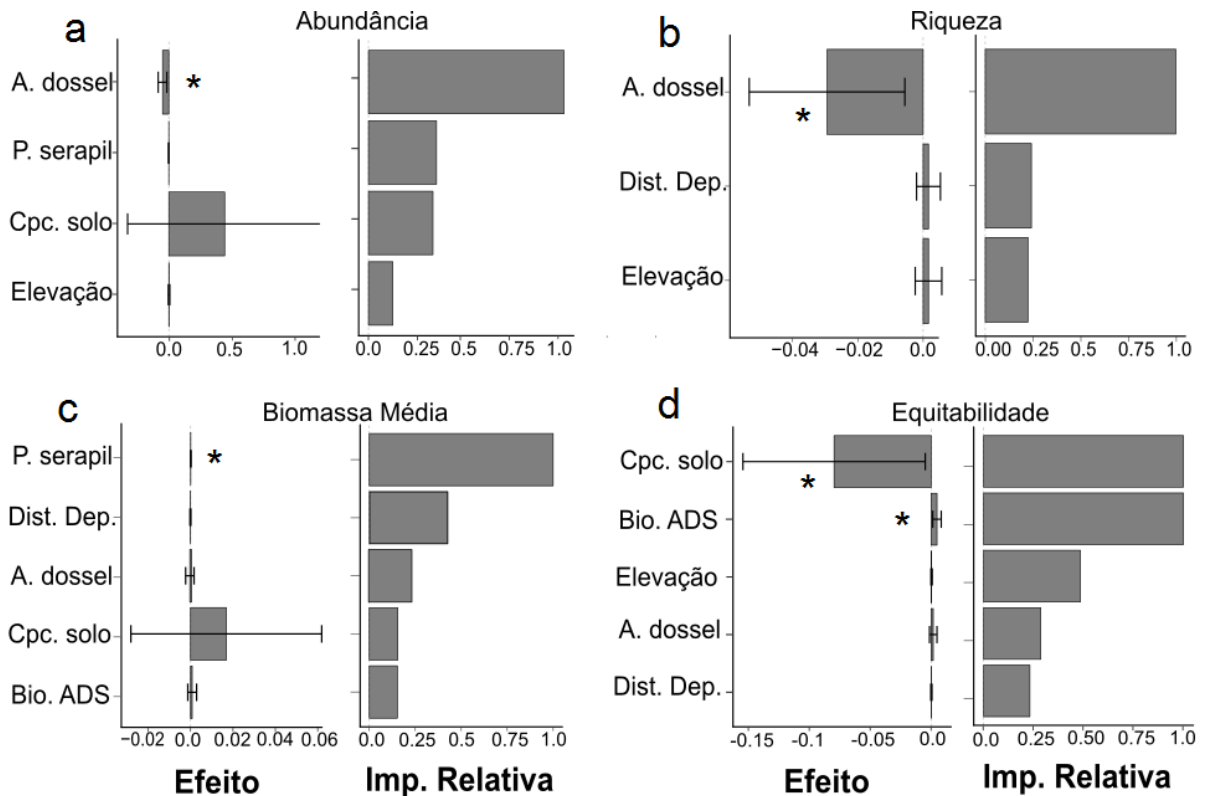 a
Abundância
A. dossel
*
P. serapil
Cpc. solo
Elevação
0.0 0.5 1.0
0.0 0.25 0.5 0.75 1.0
b
Riqueza
A. dossel
*
Dist. Dep.
Elevação
−0.04 −0.02 0.0
0.00 0.25 0.50 0.75 1.0
c
Biomassa Média
P. serapil
*
Dist. Dep.
A. dossel
Cpc. solo
Bio. ADS
−0.02 0.0 0.02 0.04 0.06
0.0 0.25 0.5 0.75 1.0
Efeito
Imp. Relativa
d
Equitabilidade
Cpc. solo
*
Bio. ADS
*
Elevação
A. dossel
Dist. Dep.
-0.15 -0.1 -0.05 0.0
0.0 0.25 0.50 0.75 1.0
Efeito
Imp. Relativa